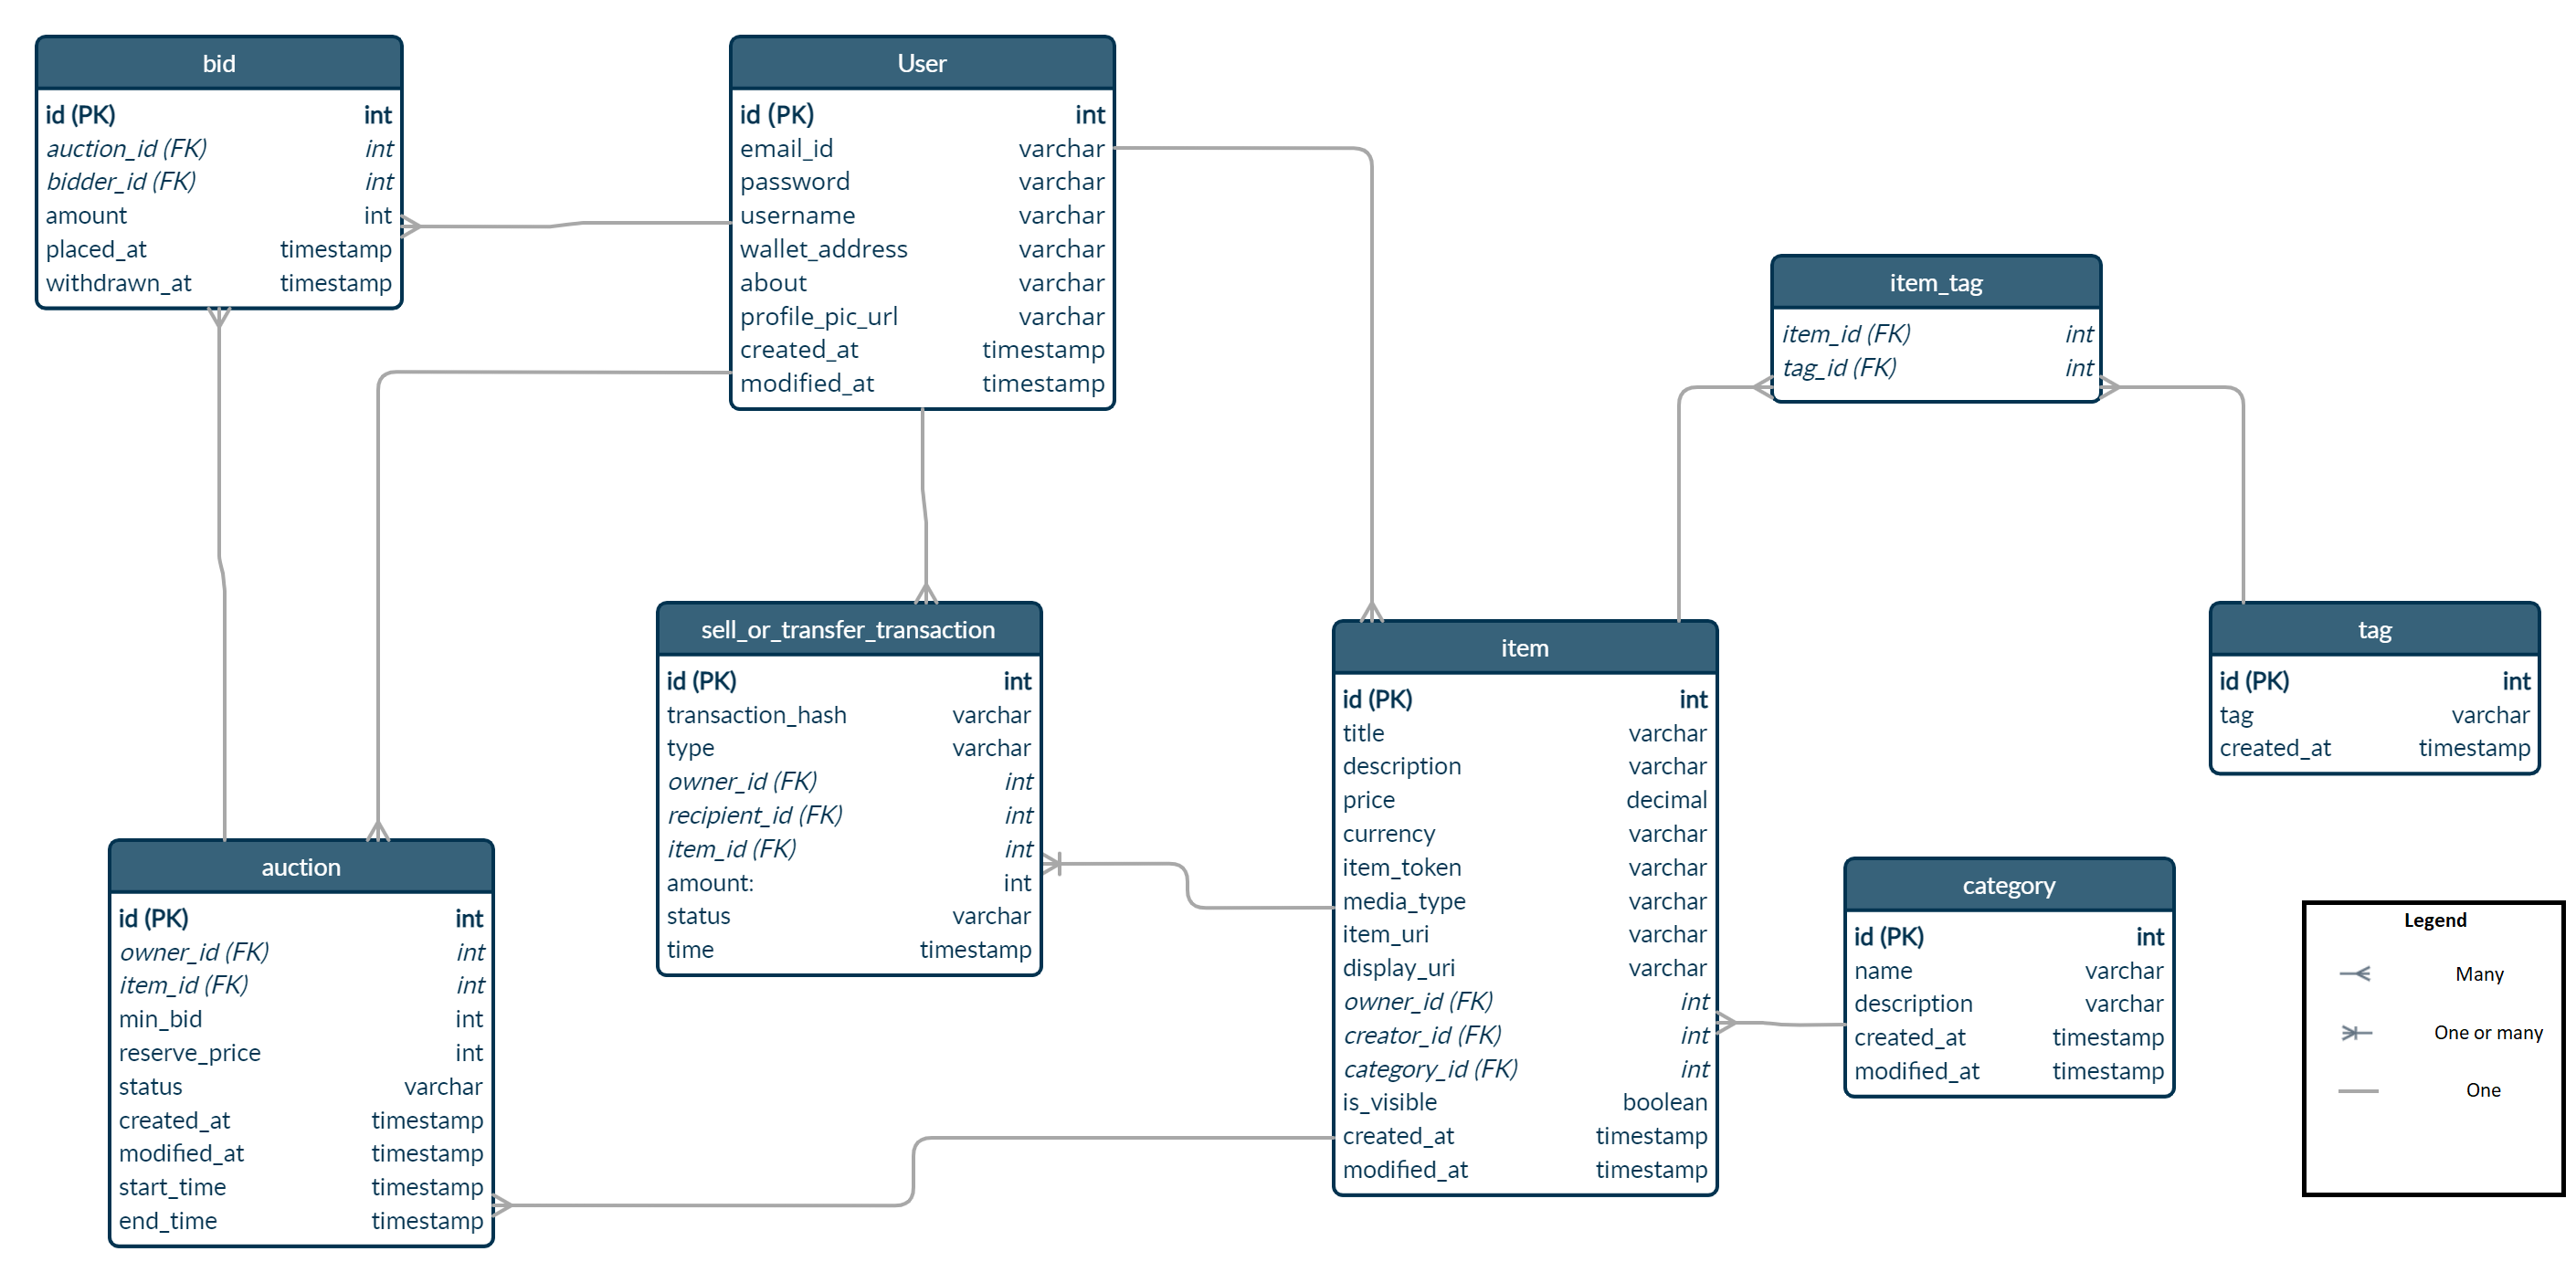 bid
id (PK) int
auction_id (FK) int
bidder_id (FK) int
amount int
placed_at timestamp
withdrawn_at timestamp
User
id (PK) int
email_id varchar
password varchar
username varchar
wallet_address varchar
about varchar
profile_pic_url varchar
created_at timestamp
modified_at timestamp
item_tag
item_id (FK) int
tag_id (FK) int
sell_or_transfer_transaction
id (PK) int
transaction_hash varchar
type varchar
owner_id (FK) int
recipient_id (FK) int
item_id (FK) int
amount: int
status varchar
time timestamp
item
id (PK) int
title varchar
description varchar
price decimal
currency varchar
item_token varchar
media_type varchar
item_uri varchar
display_uri varchar
owner_id (FK) int
creator_id (FK) int
category_id (FK) int
is_visible boolean
created_at timestamp
modified_at timestamp
tag
id (PK) int
tag varchar
created_at timestamp
auction
id (PK) int
owner_id (FK) int
item_id (FK) int
min_bid int
reserve_price int
status varchar
created_at timestamp
modified_at timestamp
start_time timestamp
end_time timestamp
category
id (PK) int
name varchar
description varchar
created_at timestamp
modified_at timestamp
Legend
Many
One or many
One